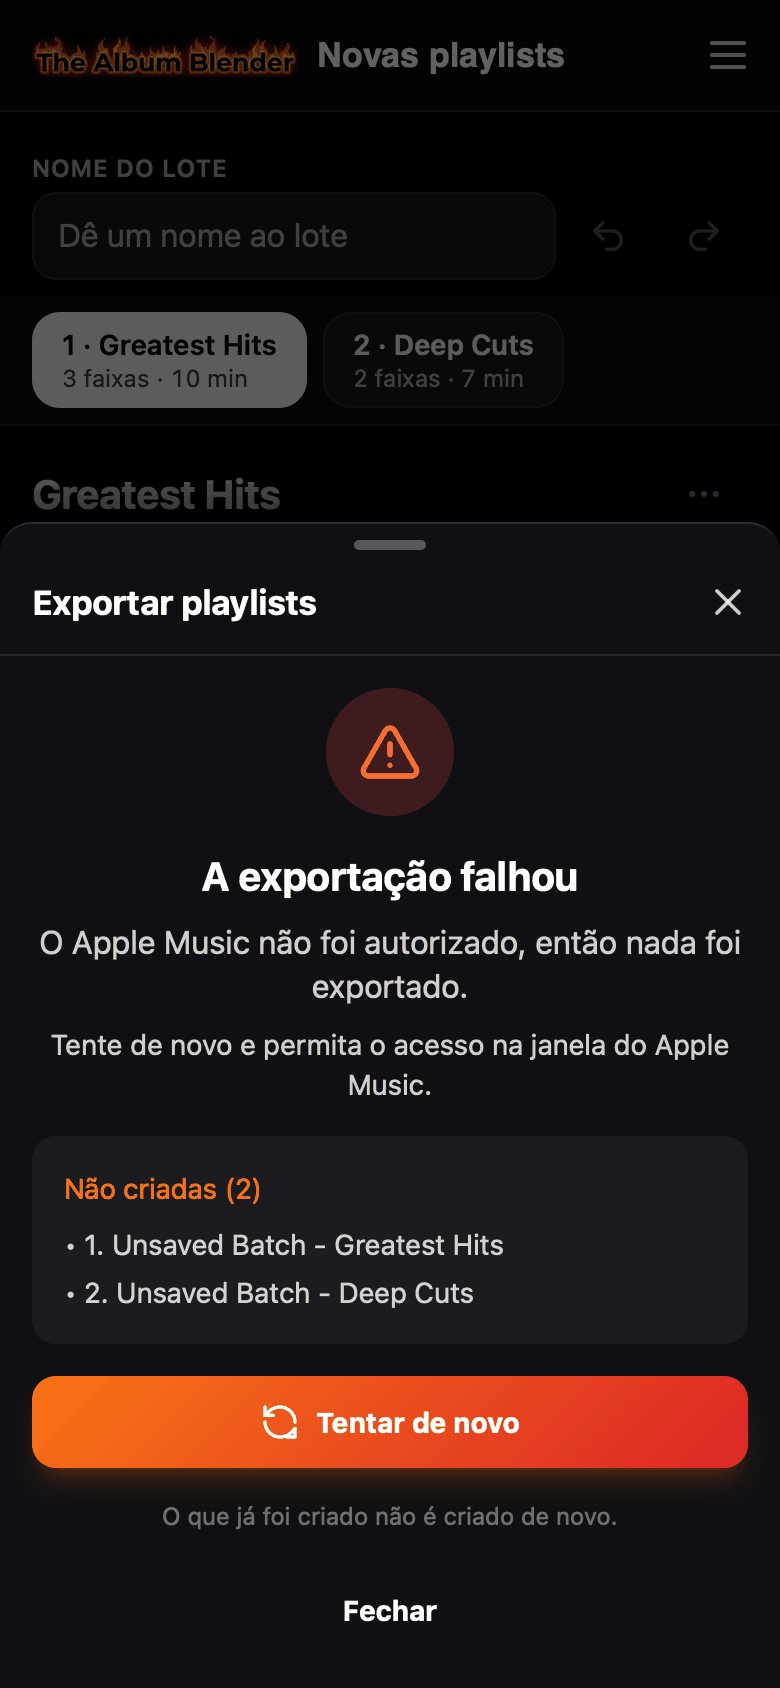 The Album Blender
Novas playlists
NOME DO LOTE
Dê um nome ao lote
1 · Greatest Hits
3 faixas · 10 min
2 · Deep Cuts
2 faixas · 7 min
Greatest Hits
Exportar playlists
A exportação falhou
O Apple Music não foi autorizado, então nada foi
exportado.
Tente de novo e permita o acesso na janela do Apple
Music.
Não criadas (2)
• 1. Unsaved Batch - Greatest Hits
• 2. Unsaved Batch - Deep Cuts
Tentar de novo
O que já foi criado não é criado de novo.
Fechar